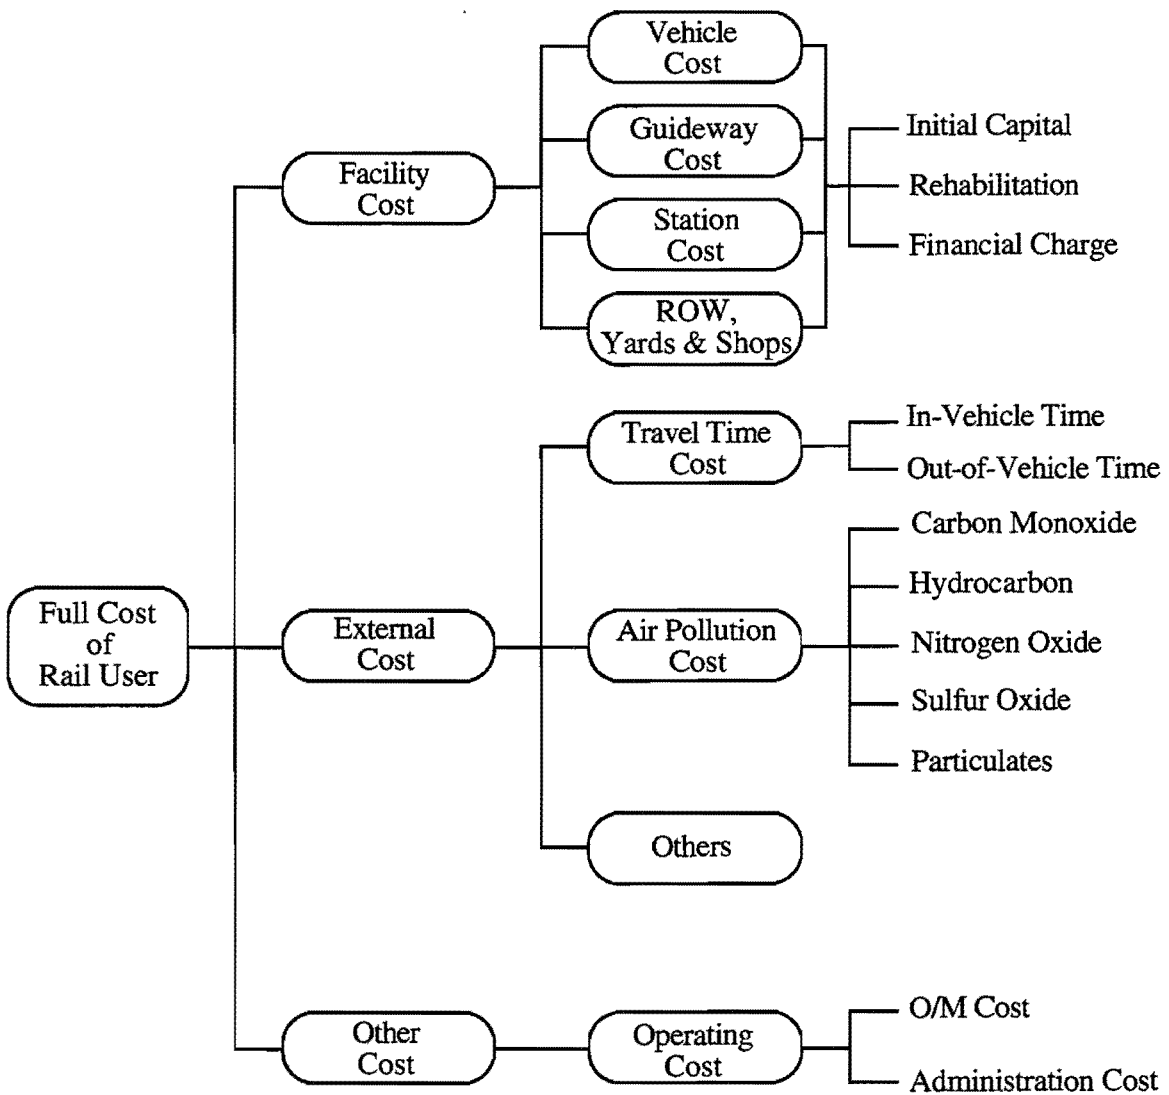 Vehicle
Cost
Guideway
Cost
Initial Capital
Facility
Cost
Rehabilitation
Station
Cost
Financial Charge
ROW,
Yards & Shops
Travel Time
Cost
In-Vehicle Time
Out-of-Vehicle Time
Carbon Monoxide
Hydrocarbon
Full Cost
of
Rail User
External
Cost
Air Pollution
Cost
Nitrogen Oxide
Sulfur Oxide
Particulates
Others
O/M Cost
Other
Cost
Operating
Cost
Administration Cost